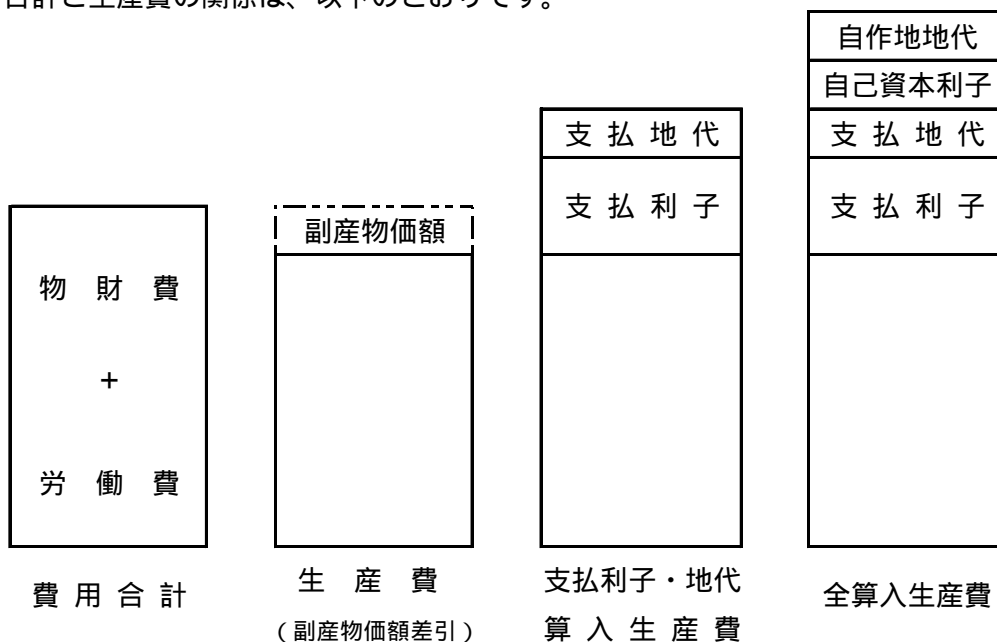 合計と生産費の関係は、以下のとおりです。
自作地地代
自己資本利子
支払地代
支払利子
支払地代
支払利子
副産物価額
物財費
+
労働費
費用合計
生産費
(副産物価額差引)
支払利子・地代
算入生産費
全算入生産費